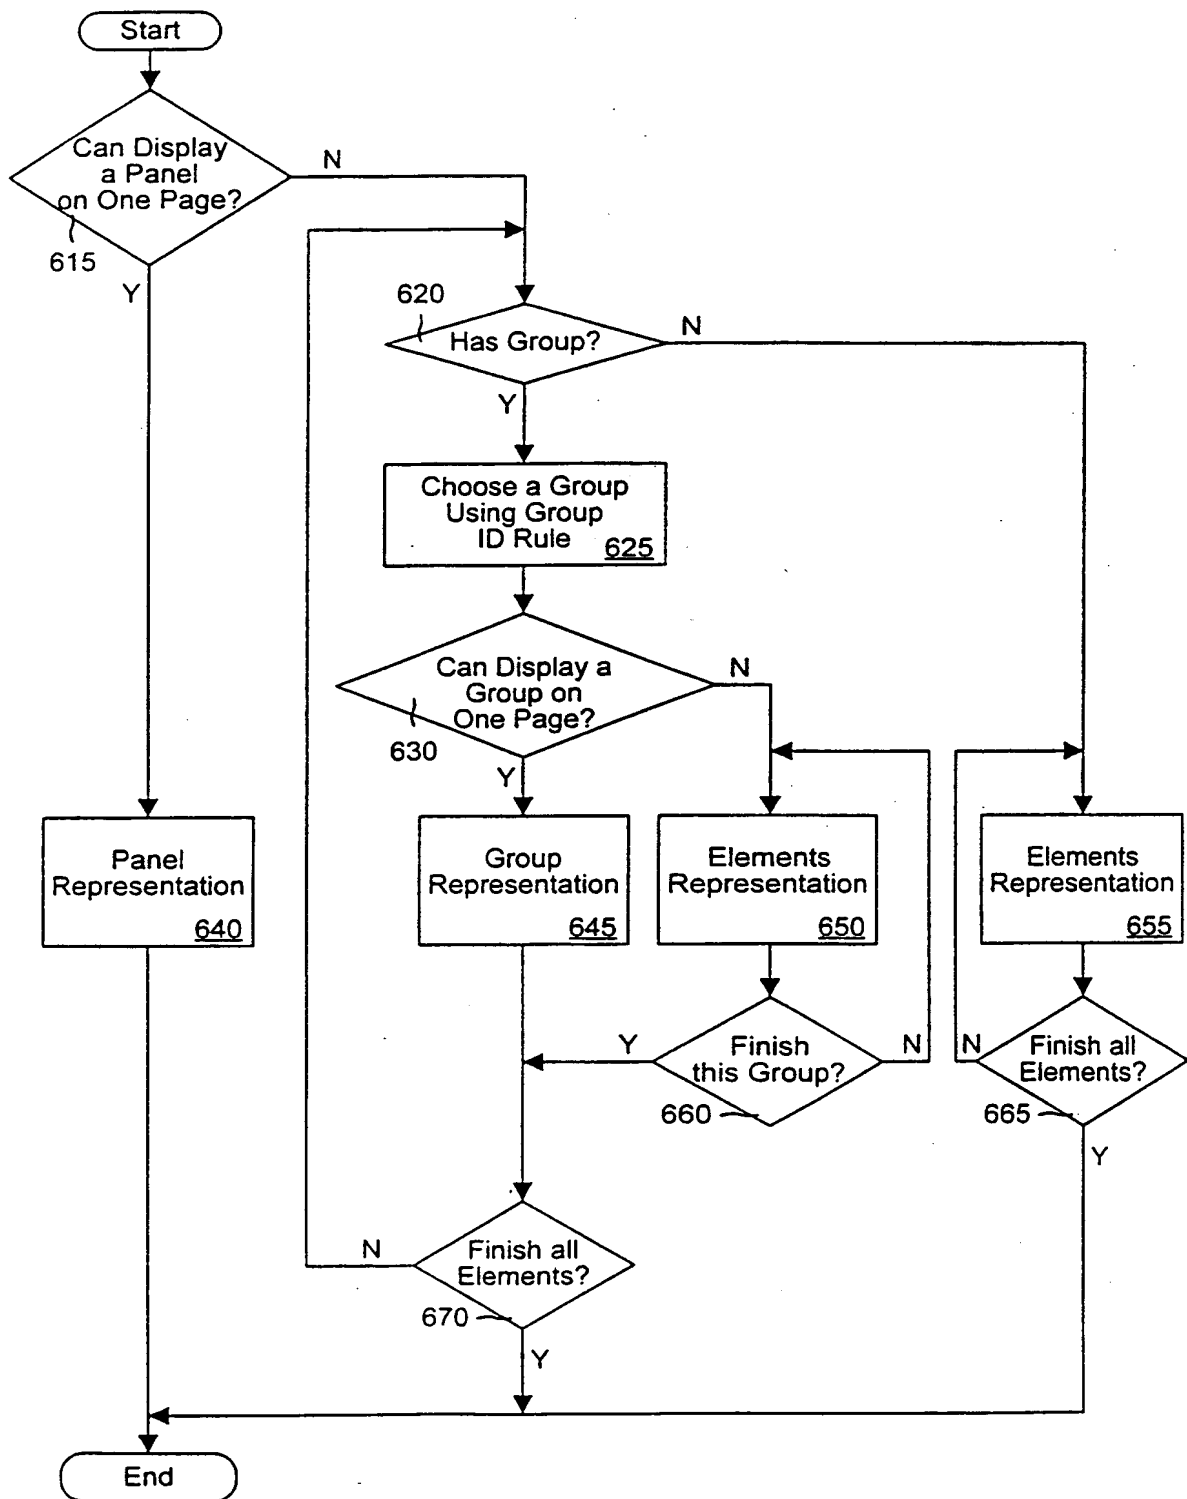 Start
Can Display
a Panel
on One Page?
N
615
Y
620
Has Group?
N
Y
Choose a Group
Using Group
ID Rule 625
Can Display a
Group on
One Page?
N
630
Y
Panel
Representation
640
Group
Representation
645
Elements
Representation
650
Elements
Representation
655
Y
Finish
this Group?
N
660
N
Finish all
Elements?
665
Y
N
Finish all
Elements?
670
Y
End